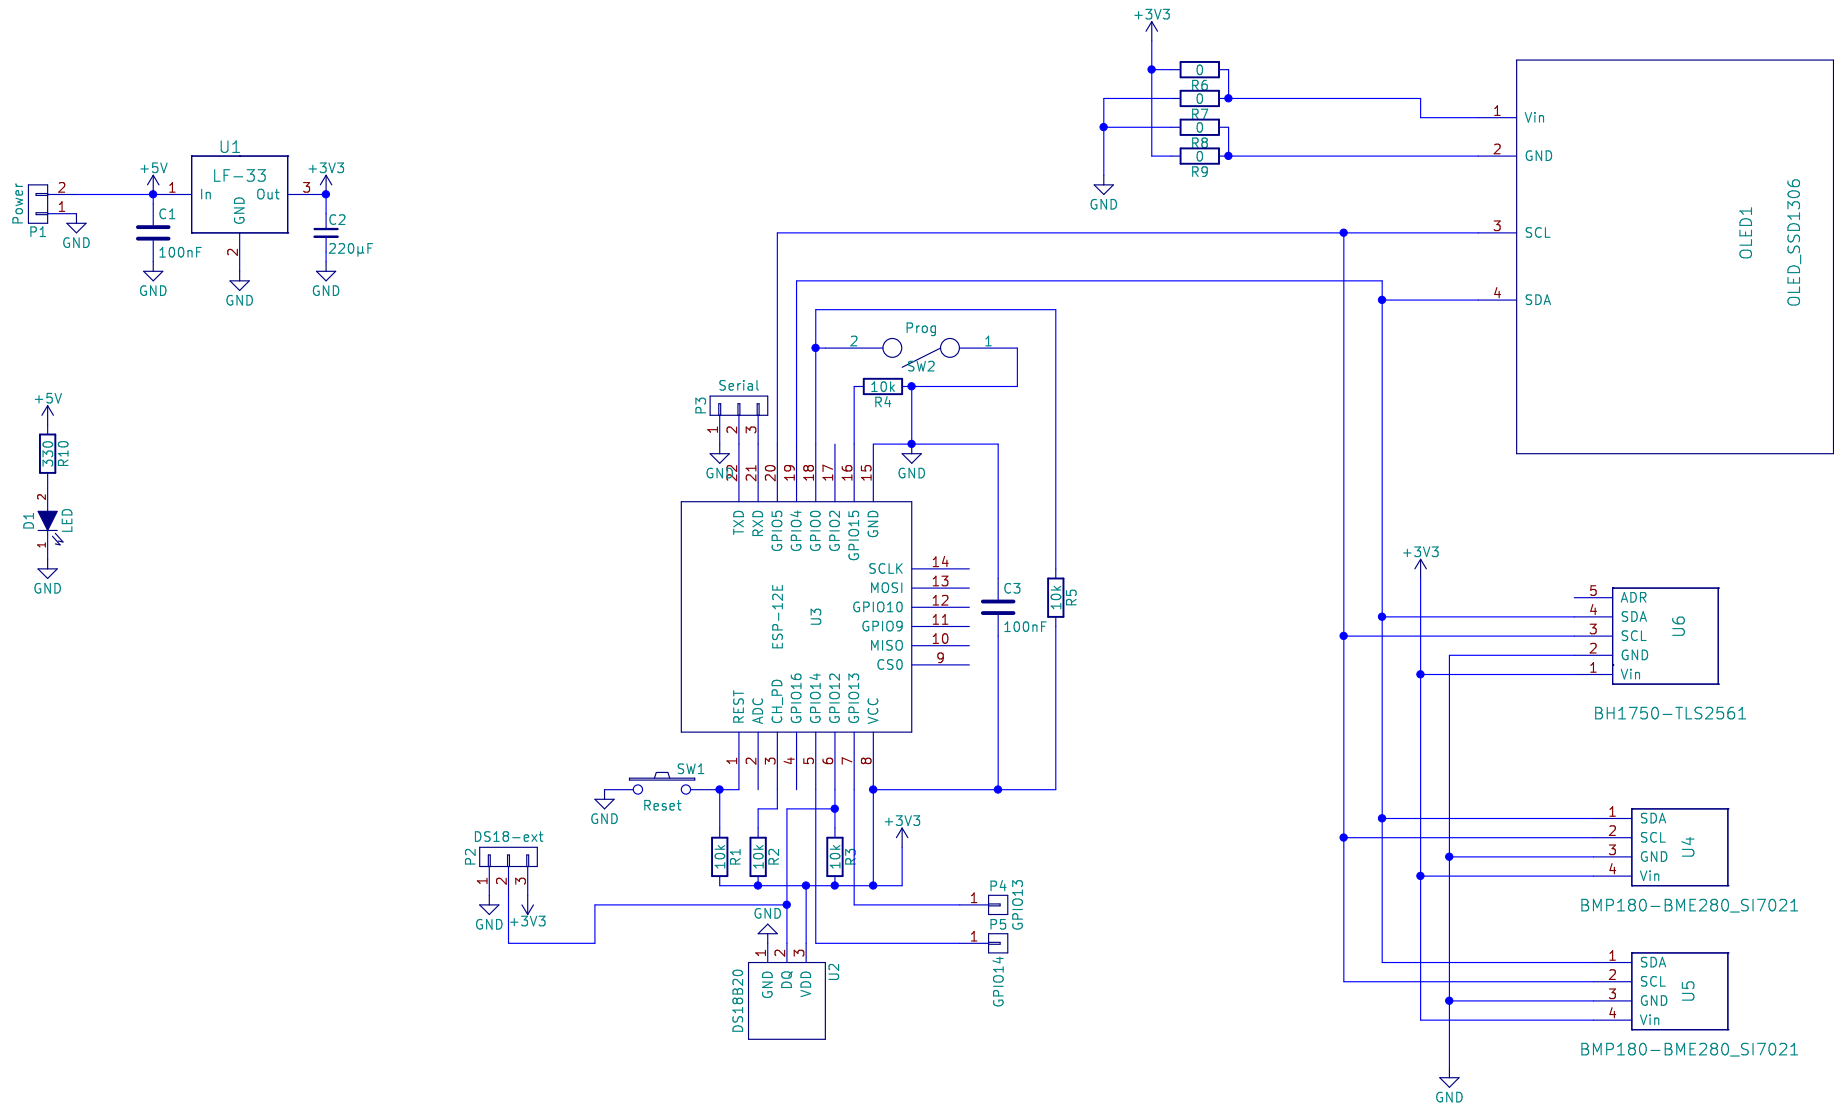 +3V3
0
R6
0
R7
0
R8
0
R9
GND
1 Vin
2 GND
3 SCL
4 SDA
OLED1
OLED_SSD1306
Power
2
1
P1
GND
+5V
C1
100nF
GND
U1
LF-33
1 In
Out 3
GND
2
GND
+3V3
C2
220µF
GND
+5V
330
R10
2
D1
LED
1
GND
Prog
2
1
SW2
10k
R4
Serial
P3
1
2
3
GND
GND
22
21
20
19
18
17
16
15
TXD
RXD
GPIO5
GPIO4
GPIO0
GPIO2
GPIO15
GND
SCLK 14
MOSI 13
GPIO10 12
GPIO9 11
MISO 10
CS0 9
ESP-12E
U3
REST
ADC
CH_PD
GPIO16
GPIO14
GPIO12
GPIO13
VCC
1
2
3
4
5
6
7
8
C3
100nF
10k
R5
SW1
Reset
GND
10k
R1
10k
R2
10k
R3
+3V3
DS18-ext
P2
1
2
3
GND
+3V3
GND
1
2
3
GND
DQ
VDD
U2
DS18B20
P4
1
GPIO13
P5
1
GPIO14
+3V3
5 ADR
4 SDA
3 SCL
2 GND
1 Vin
U6
BH1750-TLS2561
1 SDA
2 SCL
3 GND
4 Vin
U4
BMP180-BME280_SI7021
1 SDA
2 SCL
3 GND
4 Vin
U5
BMP180-BME280_SI7021
GND